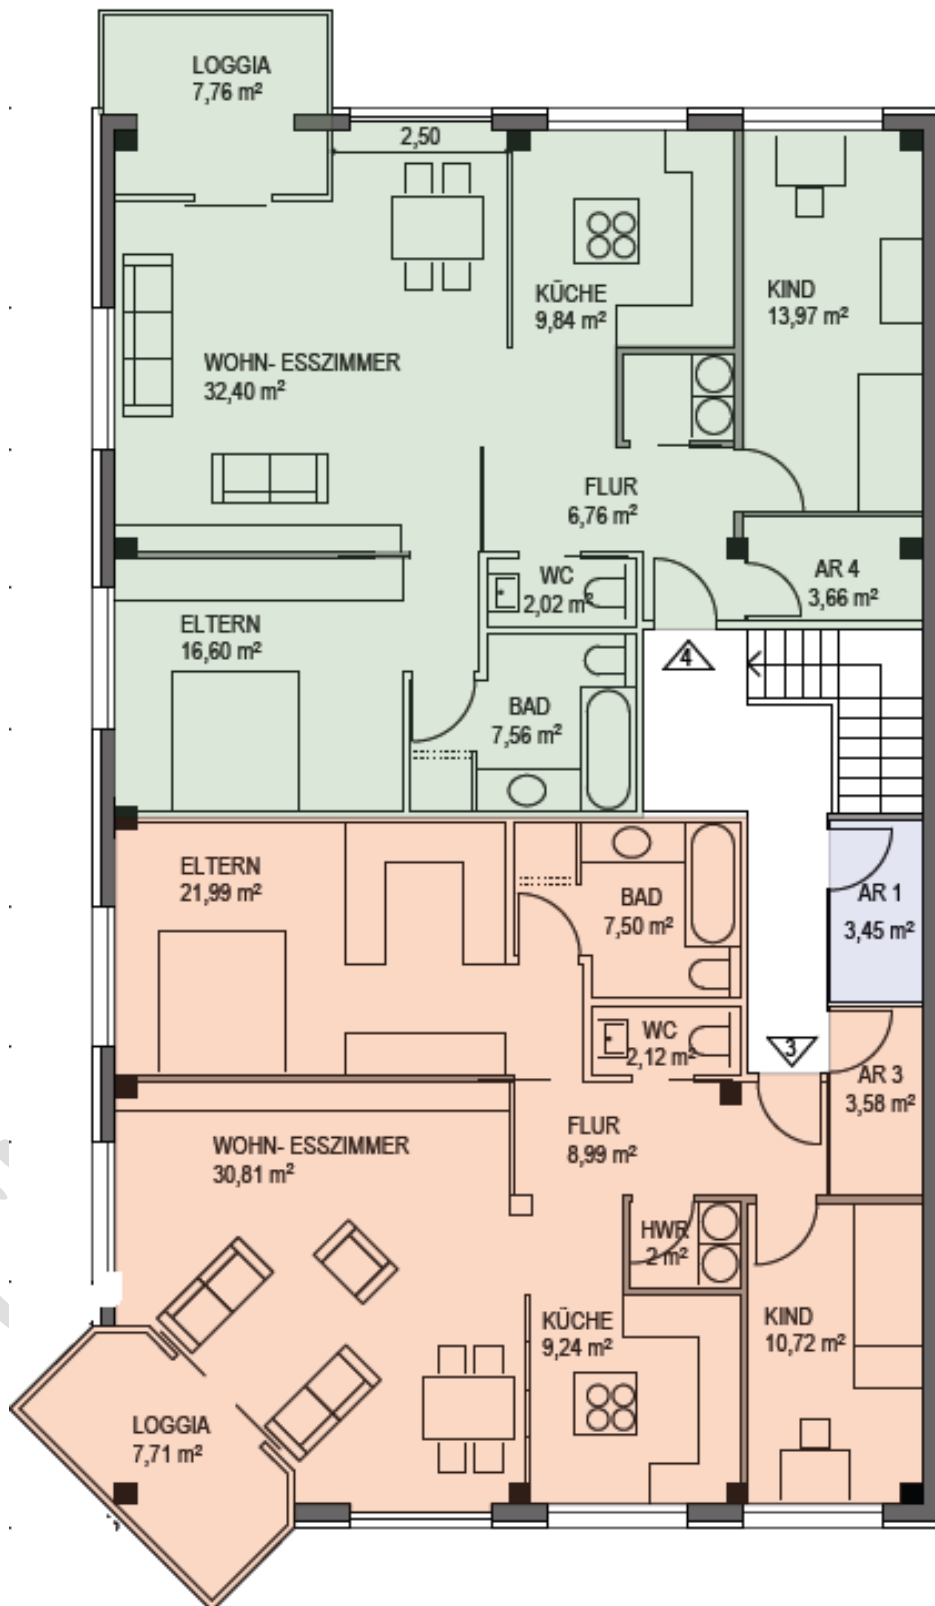 LOGGIA
7,76 m²
2,50
KÜCHE
9,84 m²
KIND
13,97 m²
WOHN- ESSZIMMER
32,40 m²
FLUR
6,76 m²
WC
2,02 m²
AR 4
3,66 m²
ELTERN
16,60 m²
4
BAD
7,56 m²
ELTERN
21,99 m²
BAD
7,50 m²
AR 1
3,45 m²
WC
2,12 m²
3
AR 3
3,58 m²
FLUR
8,99 m²
WOHN- ESSZIMMER
30,81 m²
HWR
2 m²
KÜCHE
9,24 m²
KIND
10,72 m²
LOGGIA
7,71 m²